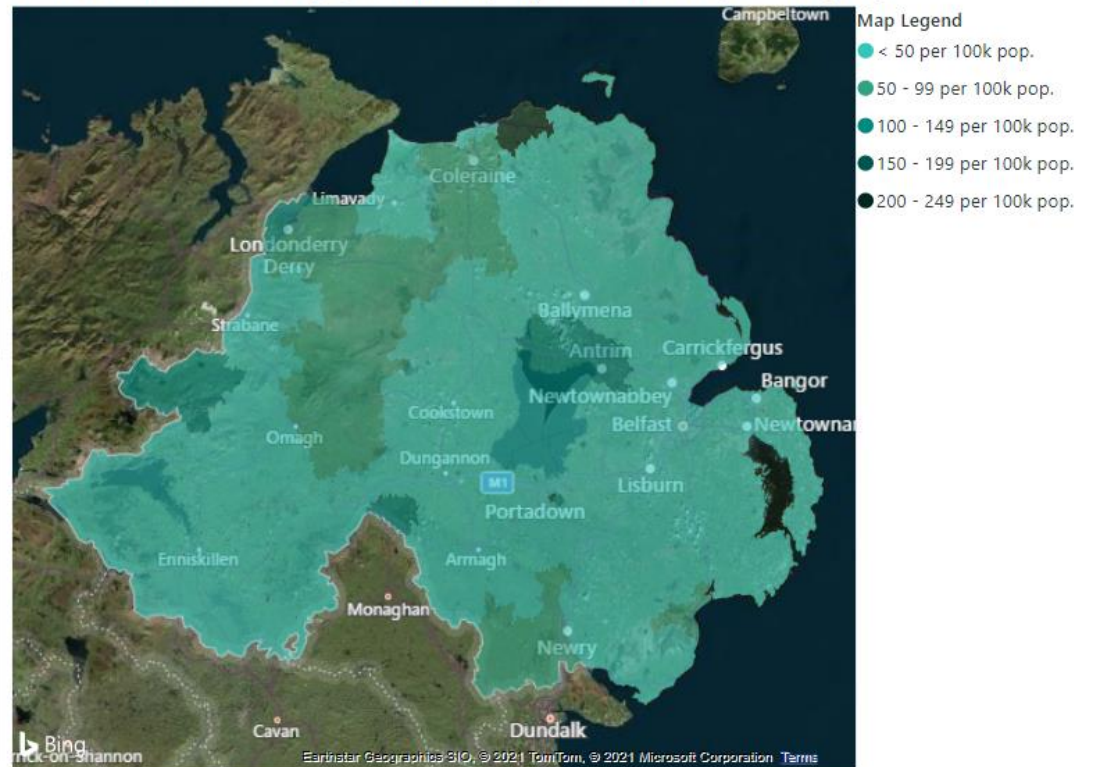 Campbeltown
Map Legend
< 50 per 100k pop.
50 - 99 per 100k pop.
100 - 149 per 100k pop.
150 - 199 per 100k pop.
200 - 249 per 100k pop.
Coleraine
Limavady
Londonderry
Derry
Ballymena
Strabane
Antrim
Carrickfergus
Bangor
Newtownabbey
Cookstown
Belfast
Newtownar
Omagh
Dungannon
M1
Lisburn
Portadown
Enniskillen
Armagh
Monaghan
Newry
Cavan
Dundalk
Bing
rrick-on-Shannon
Earthstar Geographics SIO, © 2021 TomTom, © 2021 Microsoft Corporation Terms